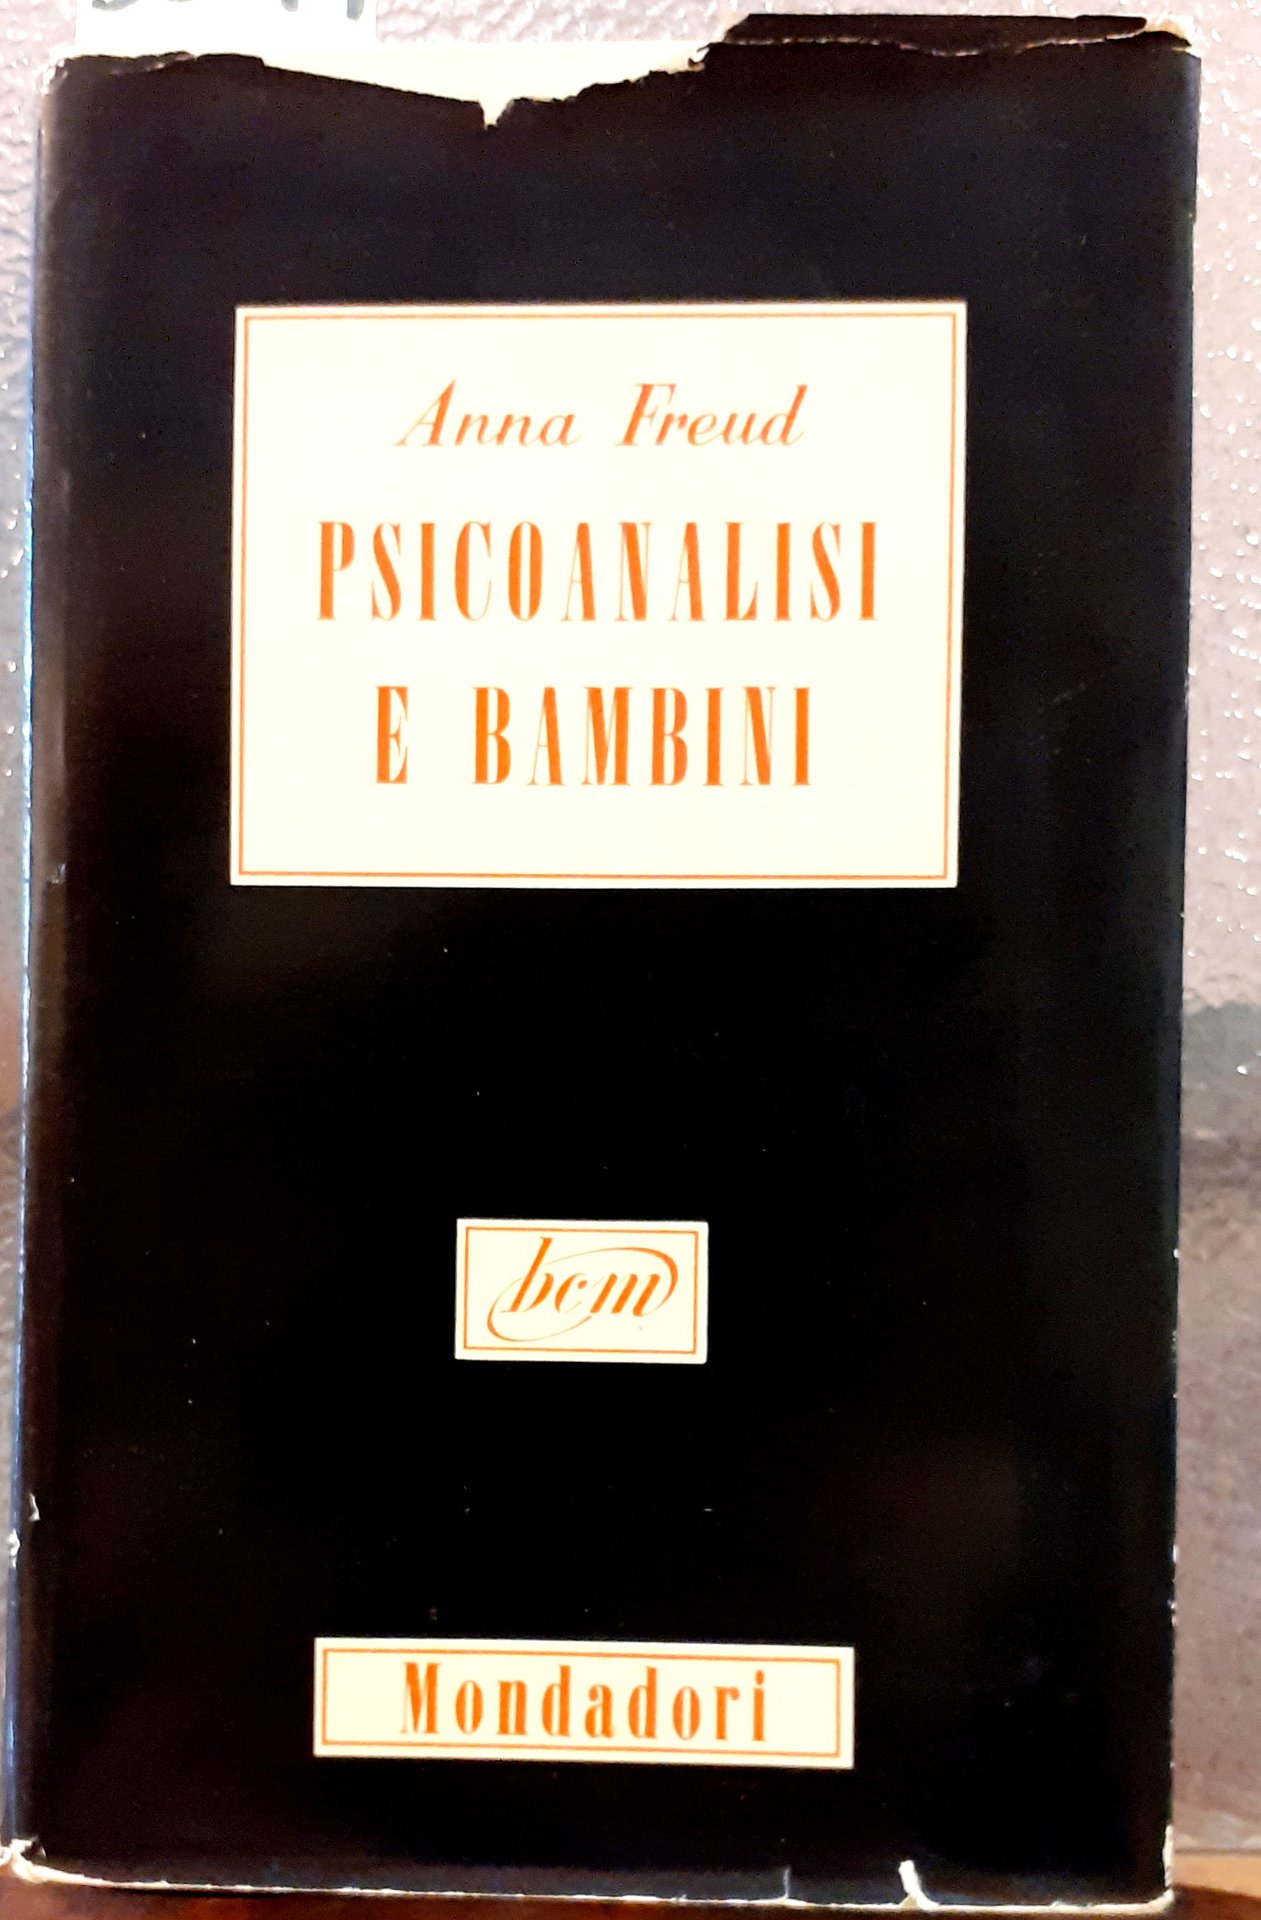 Anna Freud
PSICOANALISI
E BAMBINI
bcm
Mondadori